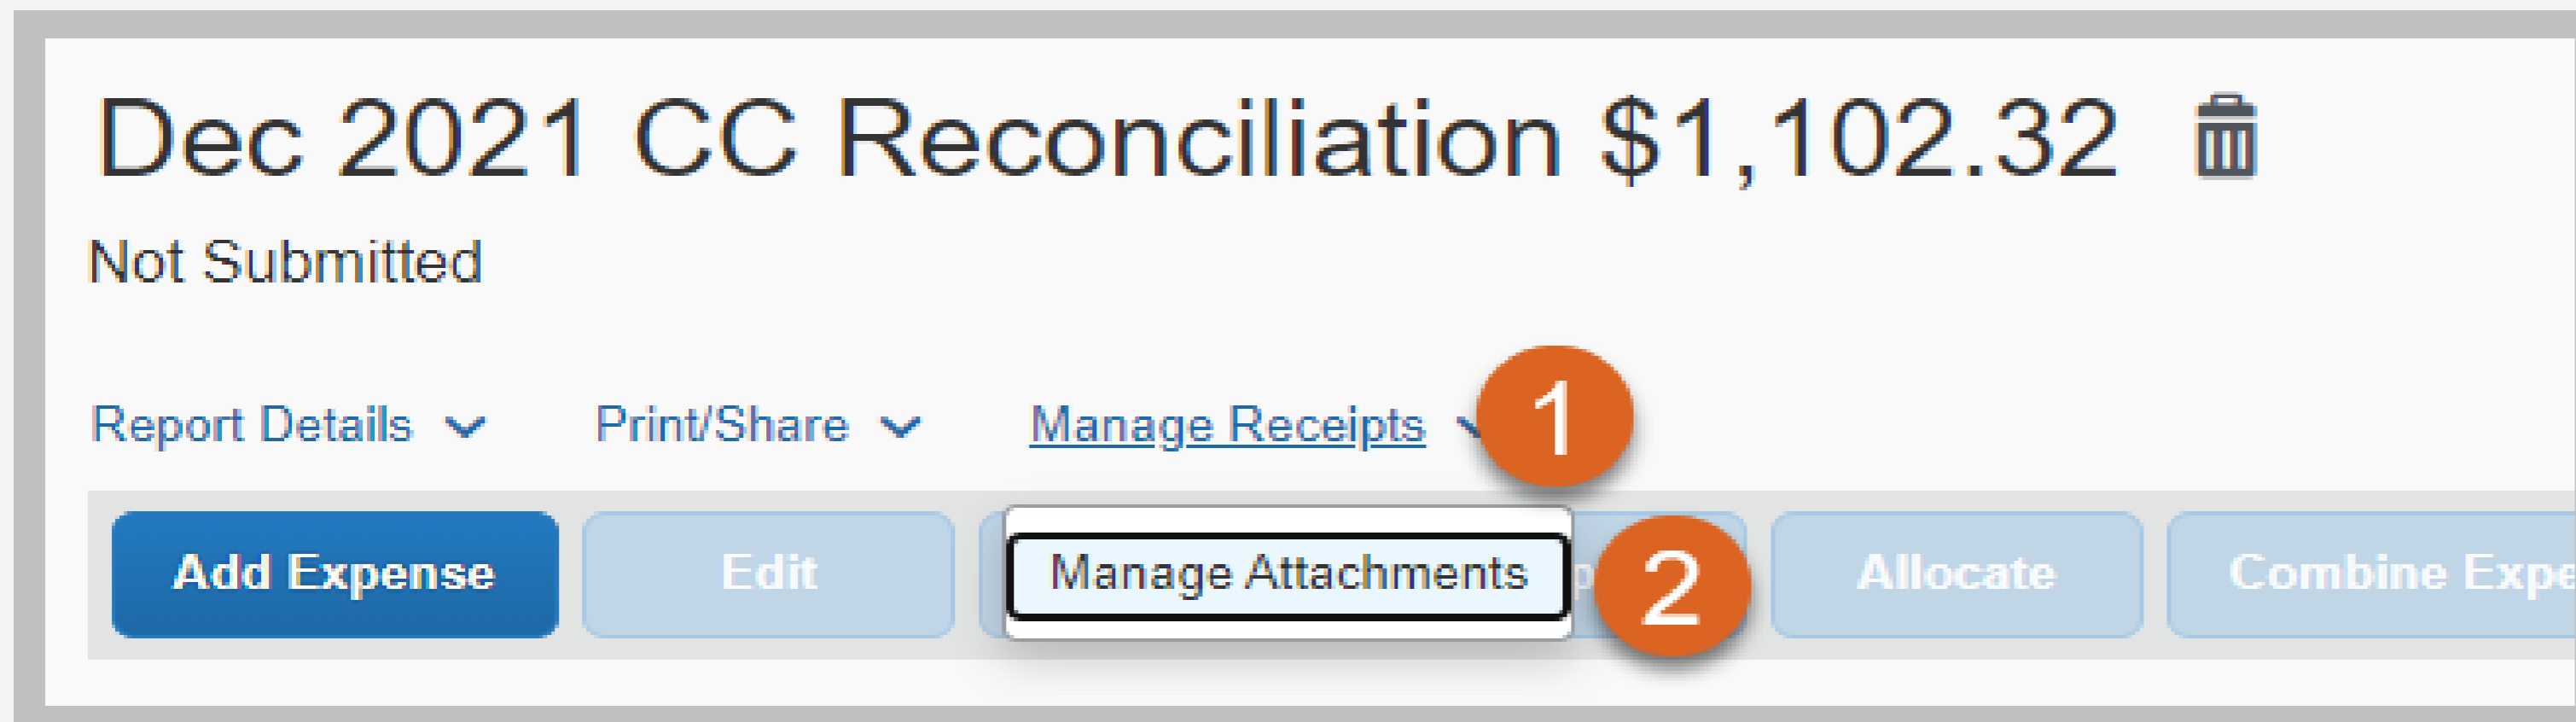 Dec 2021 CC Reconciliation $1,102.32
Not Submitted
Report Details Print/Share Manage Receipts 1
Add Expense Edit Manage Attachments 2 Allocate Combine